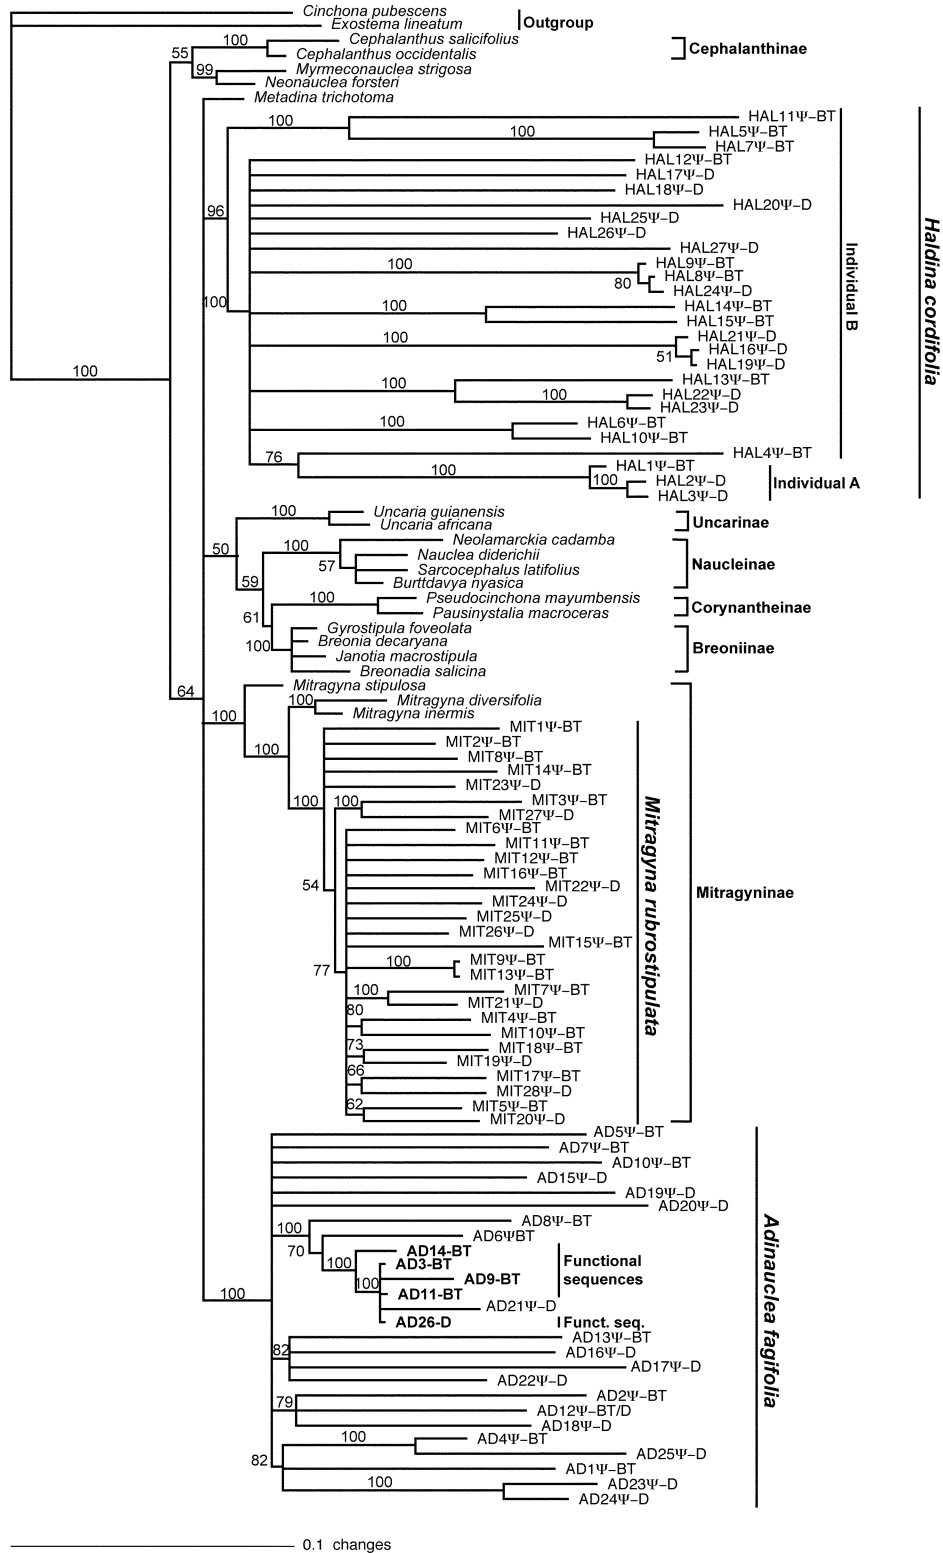 Cinchona pubescens
Exostema lineatum
Outgroup
100
Cephalanthus salicifolius
55
Cephalanthus occidentalis
Cephalanthinae
99
Myrmeconauclea strigosa
Neonauclea forsteri
Metadina trichotoma
100
HAL11Ψ–BT
100
HAL5Ψ–BT
HAL7Ψ–BT
HAL12Ψ–BT
HAL17Ψ–D
HAL18Ψ–D
96
HAL20Ψ–D
HAL25Ψ–D
HAL26Ψ–D
HAL27Ψ–D
100
HAL9Ψ–BT
HAL8Ψ–BT
80
HAL24Ψ–D
100
100
HAL14Ψ–BT
HAL15Ψ–BT
100
HAL21Ψ–D
51
HAL16Ψ–D
HAL19Ψ–D
100
100
HAL13Ψ–BT
100
HAL22Ψ–D
HAL23Ψ–D
100
HAL6Ψ–BT
HAL10Ψ–BT
76
HAL4Ψ–BT
100
HAL1Ψ–BT
100
HAL2Ψ–D
HAL3Ψ–D
Individual B
Individual A
Haldina cordifolia
100
Uncaria guianensis
Uncaria africana
Uncarinae
50
100
Neolamarckia cadamba
Nauclea diderichii
57
Sarcocephalus latifolius
Burttdavya nyasica
Naucleinae
59
100
Pseudocinchona mayumbensis
Pausinystalia macroceras
Corynantheinae
61
Gyrostipula foveolata
100
Breonia decaryana
Janotia macrostipula
Breonadia salicina
Breoniinae
64
Mitragyna stipulosa
100
100
Mitragyna diversifolia
Mitragyna inermis
100
MIT1Ψ-BT
MIT2Ψ–BT
MIT8Ψ–BT
MIT14Ψ–BT
MIT23Ψ–D
100
100
MIT3Ψ–BT
MIT27Ψ–D
MIT6Ψ–BT
MIT11Ψ–BT
MIT12Ψ–BT
MIT16Ψ–BT
54
MIT22Ψ–D
MIT24Ψ–D
MIT25Ψ–D
MIT26Ψ–D
MIT15Ψ–BT
77
100
MIT9Ψ–BT
MIT13Ψ–BT
100
MIT7Ψ–BT
MIT21Ψ–D
80
MIT4Ψ–BT
MIT10Ψ–BT
73
MIT18Ψ–BT
MIT19Ψ–D
66
MIT17Ψ–BT
MIT28Ψ–D
62
MIT5Ψ–BT
MIT20Ψ–D
Mitragyna rubrostipulata
Mitragyninae
AD5Ψ–BT
AD7Ψ–BT
AD10Ψ–BT
AD15Ψ–D
AD19Ψ–D
AD20Ψ–D
100
AD8Ψ–BT
70
AD6ΨBT
100
AD14-BT
AD3-BT
100
AD9-BT
AD11-BT
Functional
sequences
100
AD21Ψ–D
AD26-D
Funct. seq.
82
AD13Ψ–BT
AD16Ψ–D
AD17Ψ–D
AD22Ψ–D
79
AD2Ψ–BT
AD12Ψ–BT/D
AD18Ψ–D
82
100
AD4Ψ–BT
AD25Ψ–D
AD1Ψ–BT
100
AD23Ψ–D
AD24Ψ–D
Adinauclea fagifolia
0.1 changes